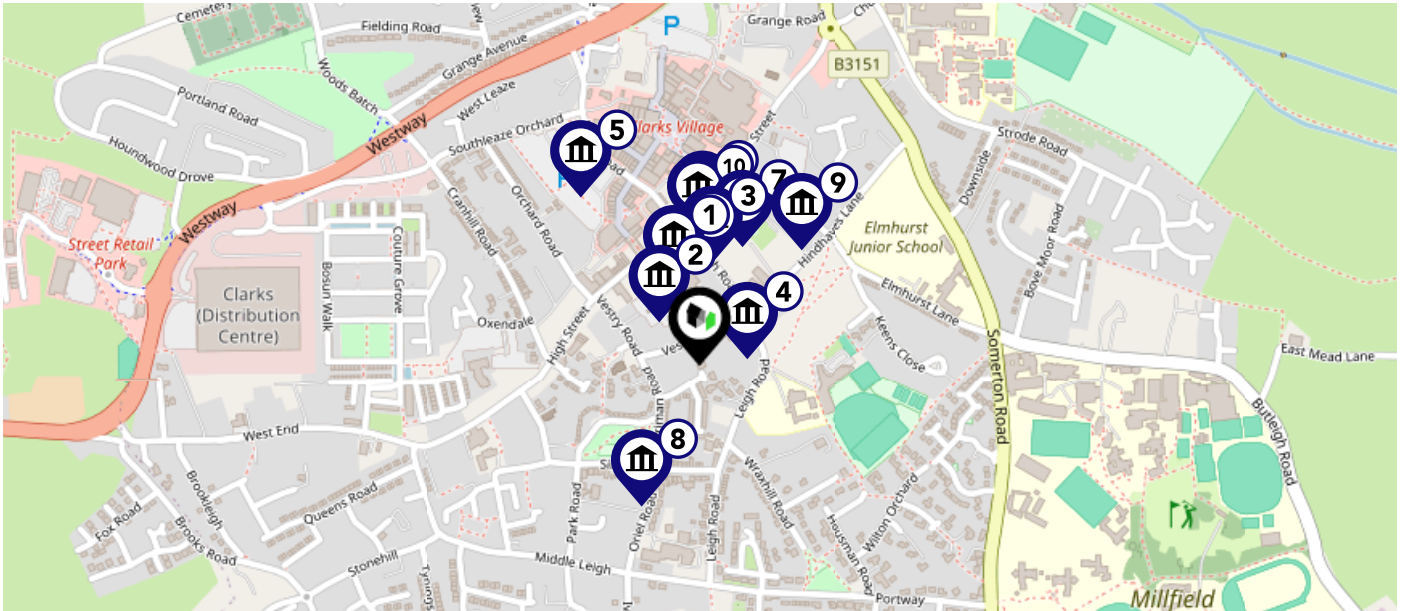 Cemetery
Fielding Road
P
Grange Road
B3151
Grange Avenue
Woods Batch
West Leaze
Portland Road
Westway
Southleaze Orchard
5
larks Village
Street
Strode Road
Houndwood Drove
10
7
9
3
1
Downside
Cranhill Road
Orchard Road
Westway
Hindhayes Lane
Elmhurst
Junior School
Bove Moor Road
Street Retail
Park
Couture Grove
Bosun Walk
2
4
Clarks
(Distribution
Centre)
Elmhurst Lane
Oxendale
High Street
Vestry Road
Keens Close
East Mead Lane
Somerton Road
Leigh Road
Road
Butleigh Road
West End
8
Brookleigh
Queens Road
Fox Road
Brooks Road
Park Road
Oriel Road
Leigh Road
Wraxhill Road
Wilton Orchard
Housman Road
Stonehill
Middle Leigh
Portway
Millfield